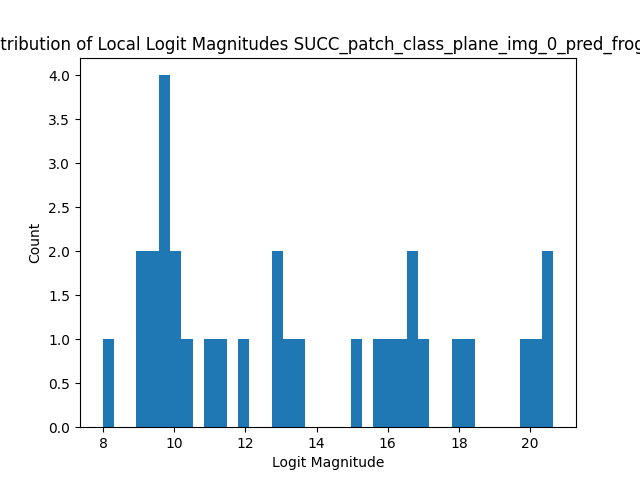 tribution of Local Logit Magnitudes SUCC_patch_class_plane_img_0_pred_frog
4.0
3.5
3.0
2.5
2.0
1.5
1.0
0.5
0.0
Count
8 10 12 14 16 18 20
Logit Magnitude